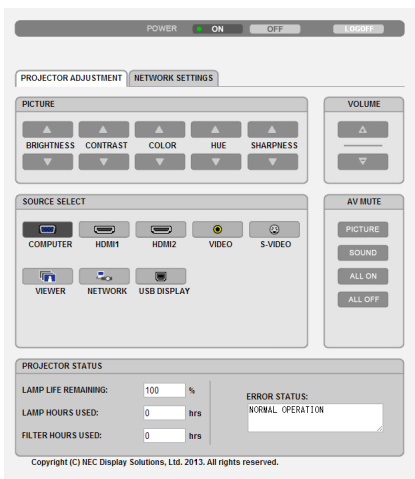 POWER ON OFF LOGOFF
PROJECTOR ADJUSTMENT NETWORK SETTINGS
PICTURE
BRIGHTNESS CONTRAST COLOR HUE SHARPNESS
VOLUME
SOURCE SELECT
COMPUTER HDMI1 HDMI2 VIDEO S-VIDEO
VIEWER NETWORK USB DISPLAY
AV MUTE
PICTURE
SOUND
ALL ON
ALL OFF
PROJECTOR STATUS
LAMP LIFE REMAINING: 100 %
LAMP HOURS USED: 0 hrs
FILTER HOURS USED: 0 hrs
ERROR STATUS:
NORMAL OPERATION
Copyright (C) NEC Display Solutions, Ltd. 2013. All rights reserved.